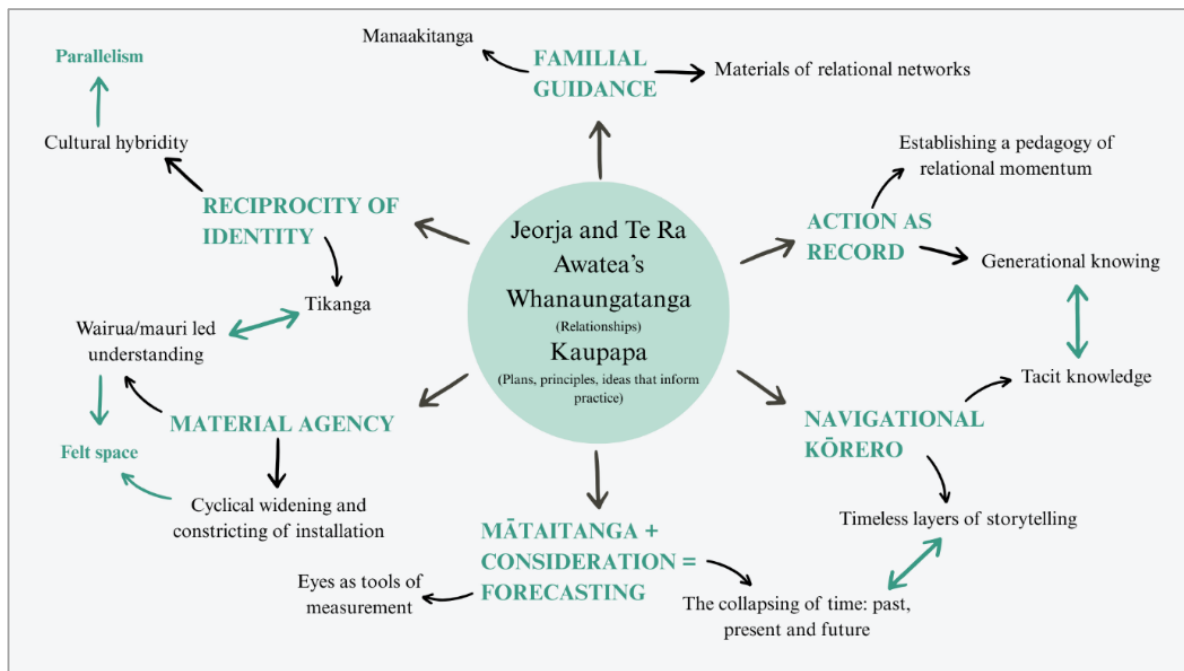 Manaakitanga
FAMILIAL
GUIDANCE
Materials of relational networks
Parallelism
Cultural hybridity
RECIPROCITY OF
IDENTITY
Tikanga
Establishing a pedagogy of
relational momentum
ACTION AS
RECORD
Generational knowing
Jeorja and Te Ra
Awatea’s
Whanaungatanga
(Relationships)
Kaupapa
(Plans, principles, ideas that inform
practice)
Wairua/mauri led
understanding
MATERIAL AGENCY
Felt space
Cyclical widening and
constricting of installation
Tacit knowledge
NAVIGATIONAL
KŌRERO
Timeless layers of storytelling
MĀTAITANGA +
CONSIDERATION =
FORECASTING
Eyes as tools of
measurement
The collapsing of time: past,
present and future